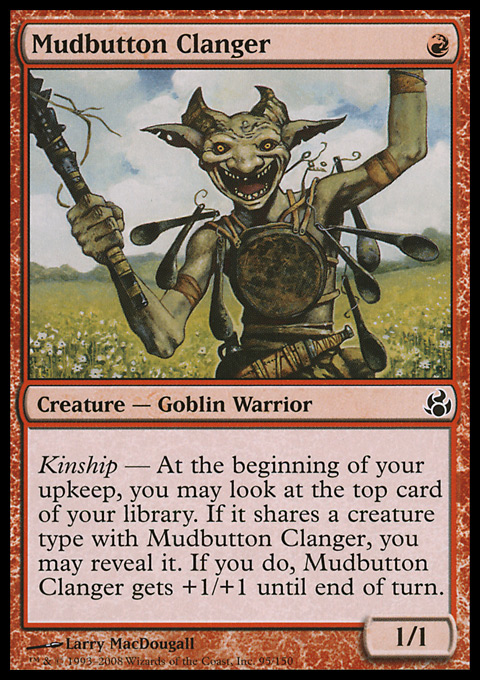 Mudbutton Clanger
Creature — Goblin Warrior
Kinship — At the beginning of your
upkeep, you may look at the top card
of your library. If it shares a creature
type with Mudbutton Clanger, you
may reveal it. If you do, Mudbutton
Clanger gets +1/+1 until end of turn.
Larry MacDougall
1/1
™ & © 1993–2008 Wizards of the Coast, Inc. 95/150